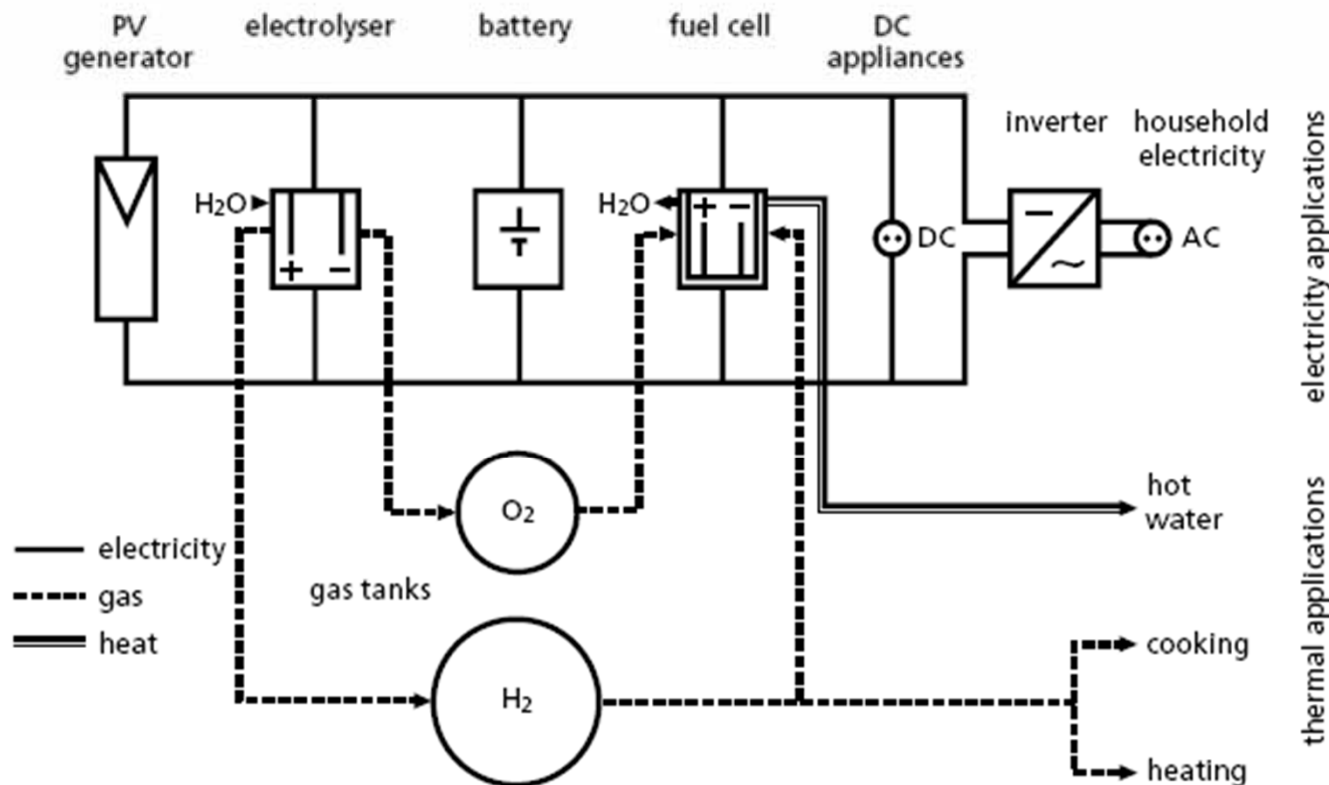 PV
generator
electrolyser
battery
fuel cell
DC
appliances
inverter
household
electricity
H₂O
+ −
H₂O
+ −
DC
− ~
AC
electricity applications
O₂
hot
water
electricity
gas
heat
gas tanks
H₂
cooking
heating
thermal applications